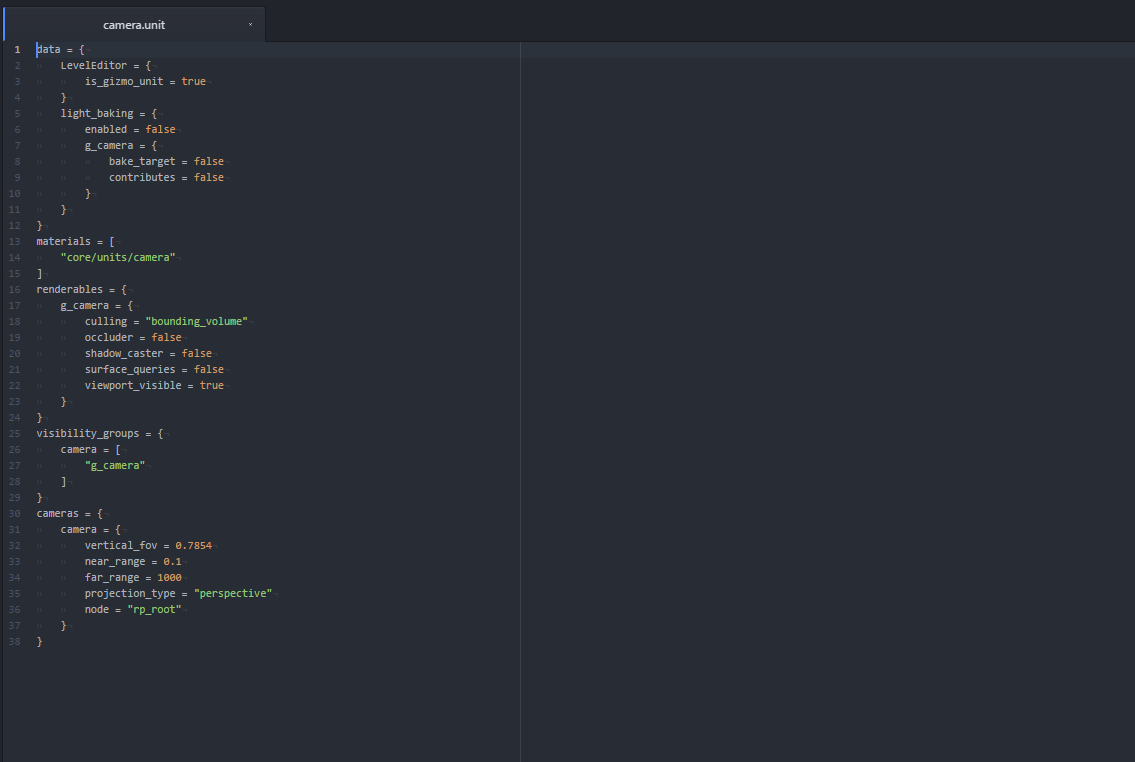 camera.unit
1 data = {
2 LevelEditor = {
3 is_gizmo_unit = true
4 }
5 light_baking = {
6 enabled = false
7 g_camera = {
8 bake_target = false
9 contributes = false
10 }
11 }
12 }
13 materials = [
14 "core/units/camera"
15 ]
16 renderables = {
17 g_camera = {
18 culling = "bounding_volume"
19 occluder = false
20 shadow_caster = false
21 surface_queries = false
22 viewport_visible = true
23 }
24 }
25 visibility_groups = {
26 camera = [
27 "g_camera"
28 ]
29 }
30 cameras = {
31 camera = {
32 vertical_fov = 0.7854
33 near_range = 0.1
34 far_range = 1000
35 projection_type = "perspective"
36 node = "rp_root"
37 }
38 }